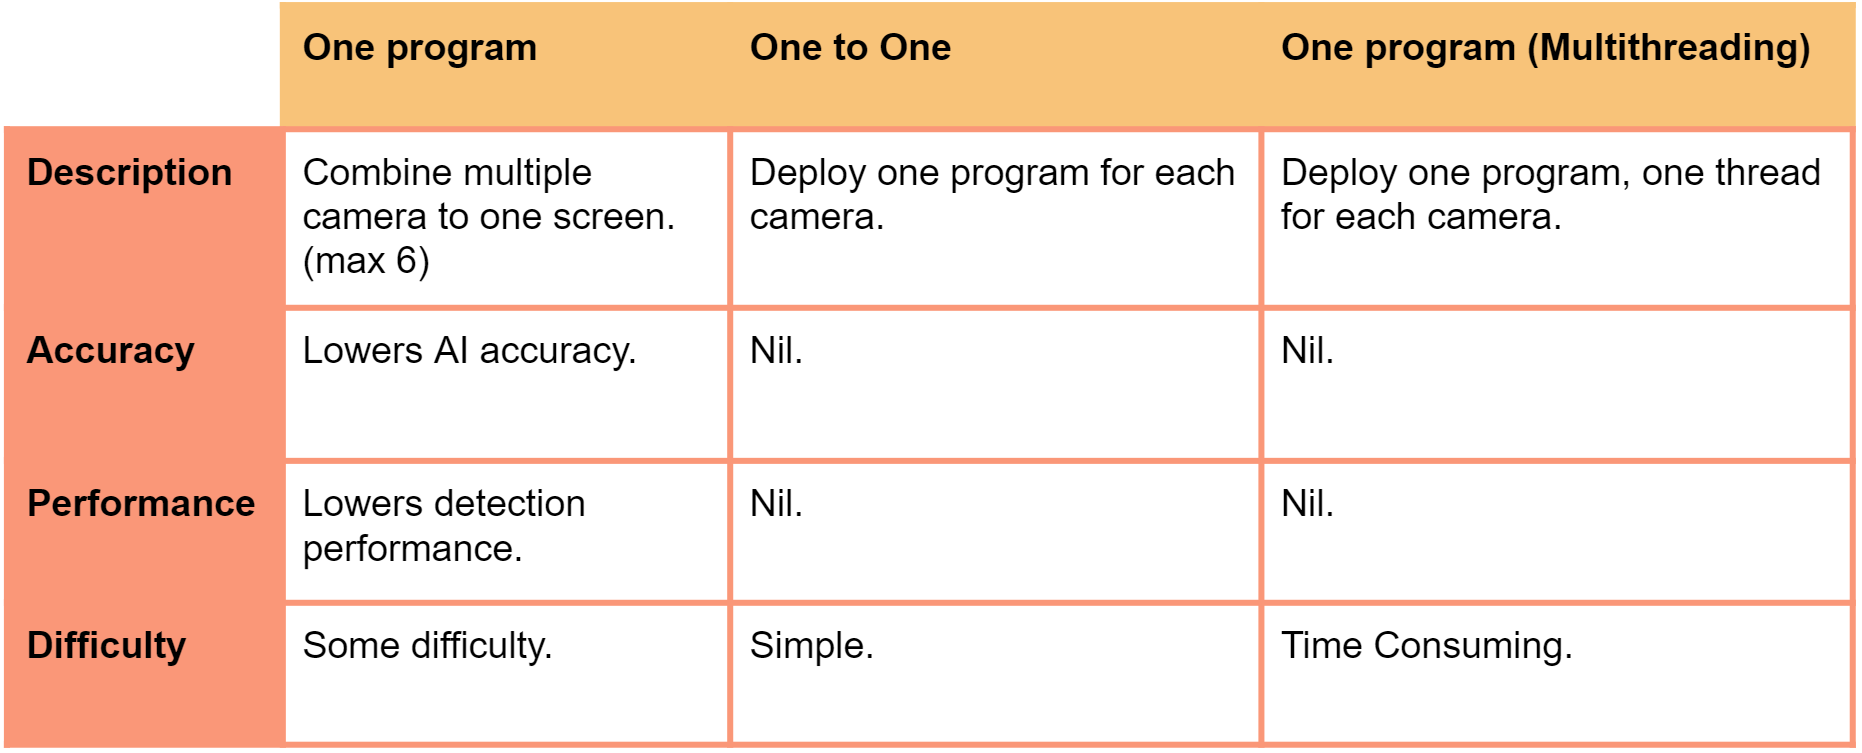 One program
One to One
One program (Multithreading)
Description
Combine multiple
camera to one screen.
(max 6)
Deploy one program for each
camera.
Deploy one program, one thread
for each camera.
Accuracy
Lowers AI accuracy.
Nil.
Nil.
Performance
Lowers detection
performance.
Nil.
Nil.
Difficulty
Some difficulty.
Simple.
Time Consuming.